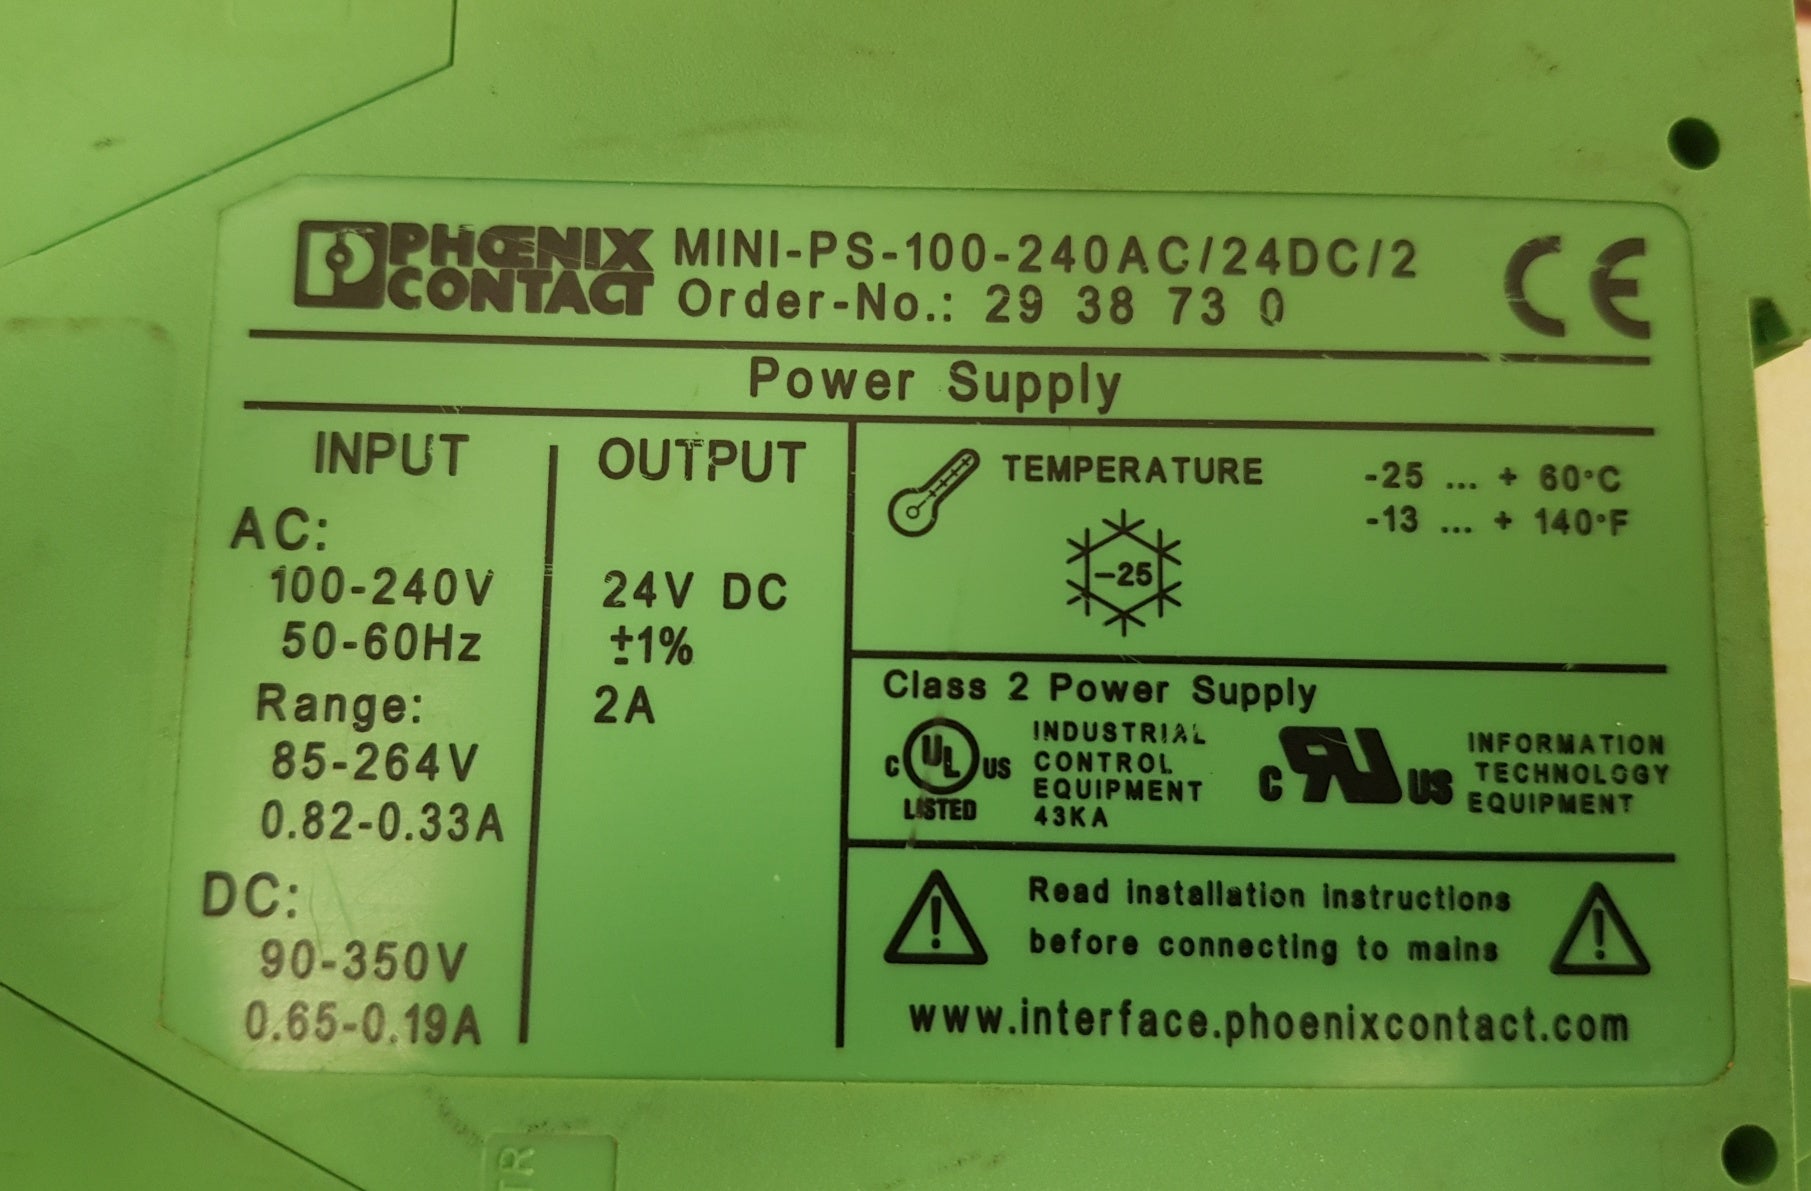 PHŒNIX
CONTACT
MINI-PS-100-240AC/24DC/2
Order-No.: 29 38 73 0
CE
Power Supply
INPUT
AC:
100-240V
50-60Hz
Range:
85-264V
0.82-0.33A
DC:
90-350V
0.65-0.19A
OUTPUT
24V DC
±1%
2A
TEMPERATURE
-25 ... + 60°C
-13 ... + 140°F
-25
Class 2 Power Supply
C UL US
LISTED
INDUSTRIAL
CONTROL
EQUIPMENT
43KA
C RU US
INFORMATION
TECHNOLOGY
EQUIPMENT
Read installation instructions
before connecting to mains
www.interface.phoenixcontact.com